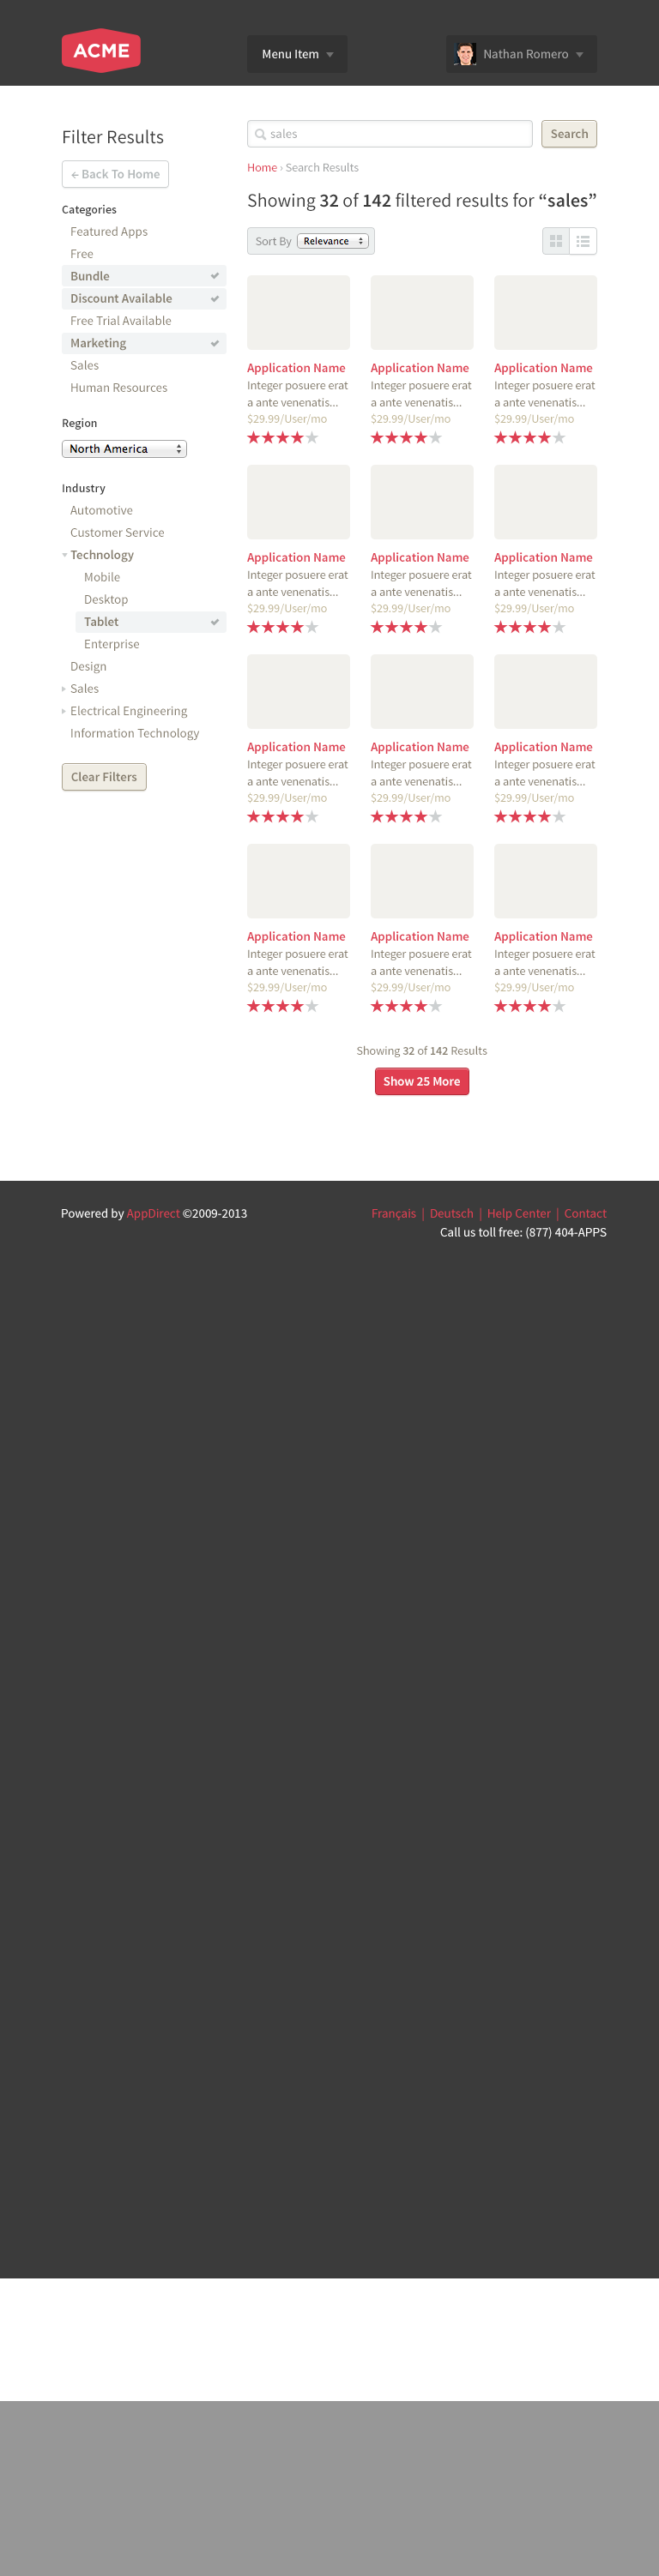 ACME
Menu Item
Nathan Romero
Filter Results
← Back To Home
Categories
Featured Apps
Free
Bundle
Discount Available
Free Trial Available
Marketing
Sales
Human Resources
Region
North America
Industry
Automotive
Customer Service
Technology
Mobile
Desktop
Tablet
Enterprise
Design
Sales
Electrical Engineering
Information Technology
Clear Filters
sales
Search
Home › Search Results
Showing 32 of 142 filtered results for “sales”
Sort By Relevance
Application Name
Integer posuere erat
a ante venenatis...
$29.99/User/mo
Application Name
Integer posuere erat
a ante venenatis...
$29.99/User/mo
Application Name
Integer posuere erat
a ante venenatis...
$29.99/User/mo
Application Name
Integer posuere erat
a ante venenatis...
$29.99/User/mo
Application Name
Integer posuere erat
a ante venenatis...
$29.99/User/mo
Application Name
Integer posuere erat
a ante venenatis...
$29.99/User/mo
Application Name
Integer posuere erat
a ante venenatis...
$29.99/User/mo
Application Name
Integer posuere erat
a ante venenatis...
$29.99/User/mo
Application Name
Integer posuere erat
a ante venenatis...
$29.99/User/mo
Application Name
Integer posuere erat
a ante venenatis...
$29.99/User/mo
Application Name
Integer posuere erat
a ante venenatis...
$29.99/User/mo
Application Name
Integer posuere erat
a ante venenatis...
$29.99/User/mo
Showing 32 of 142 Results
Show 25 More
Powered by AppDirect ©2009-2013
Français | Deutsch | Help Center | Contact
Call us toll free: (877) 404-APPS